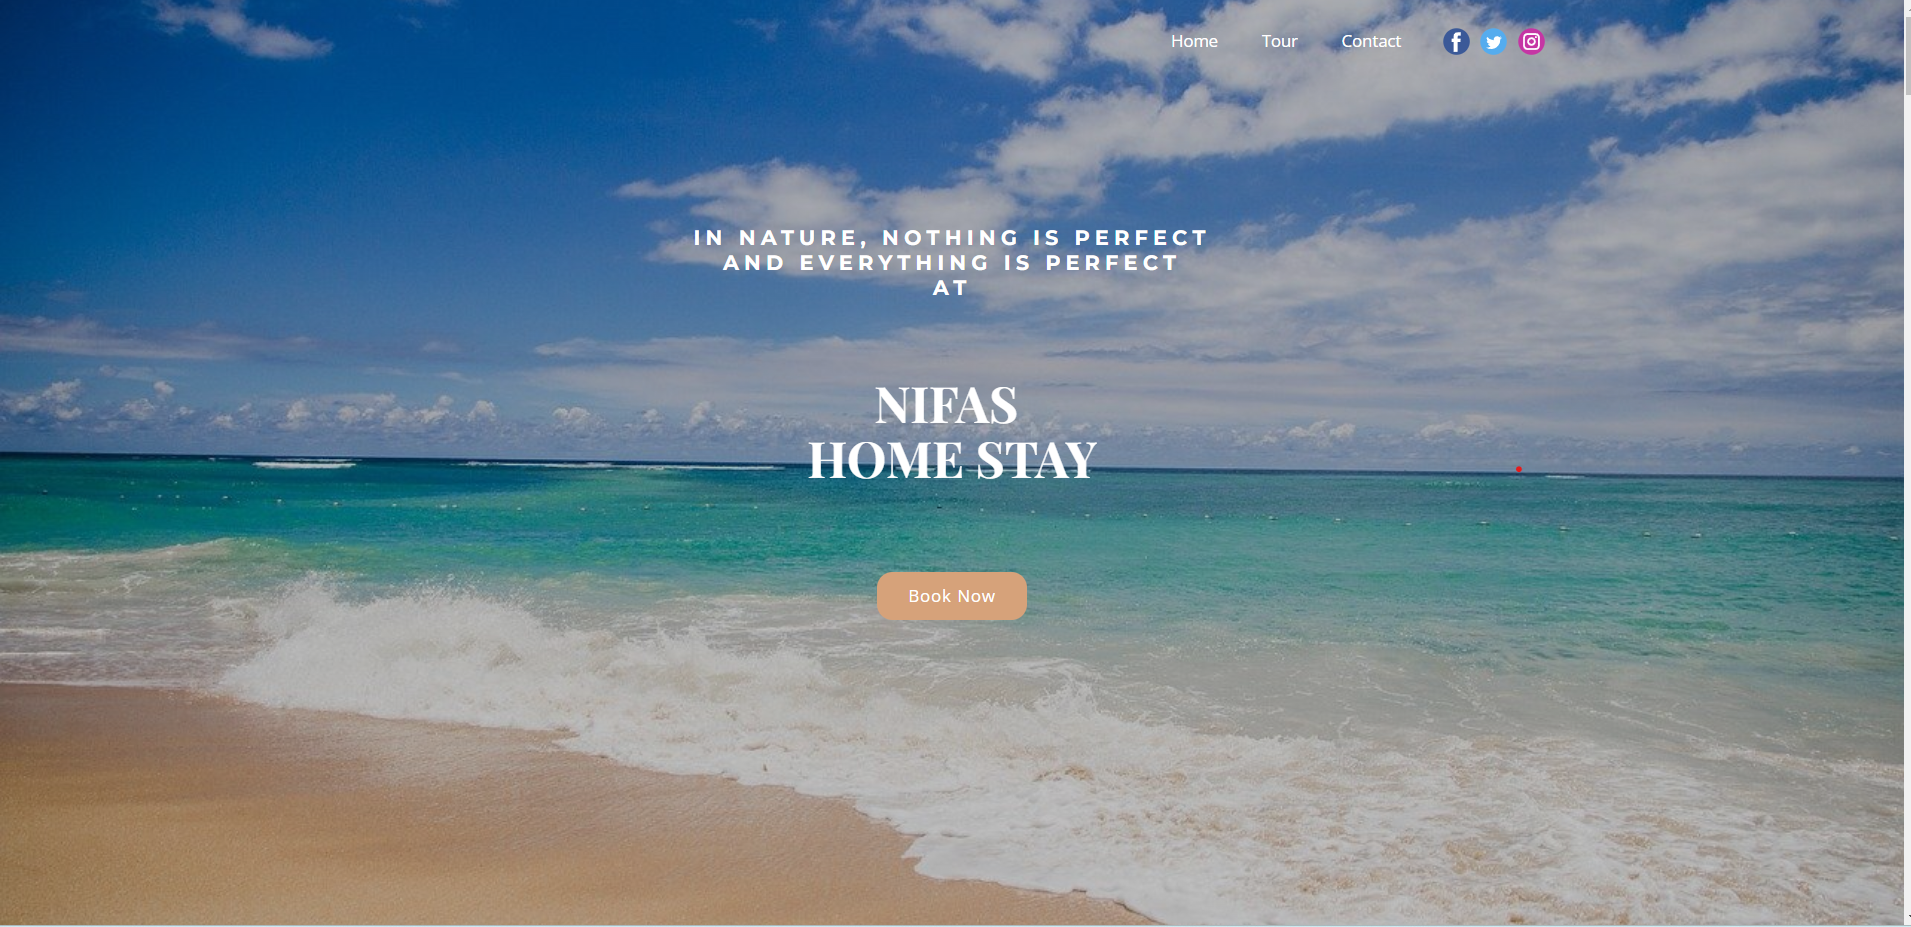 Home Tour Contact
IN NATURE, NOTHING IS PERFECT
AND EVERYTHING IS PERFECT
AT
NIFAS
HOME STAY
Book Now